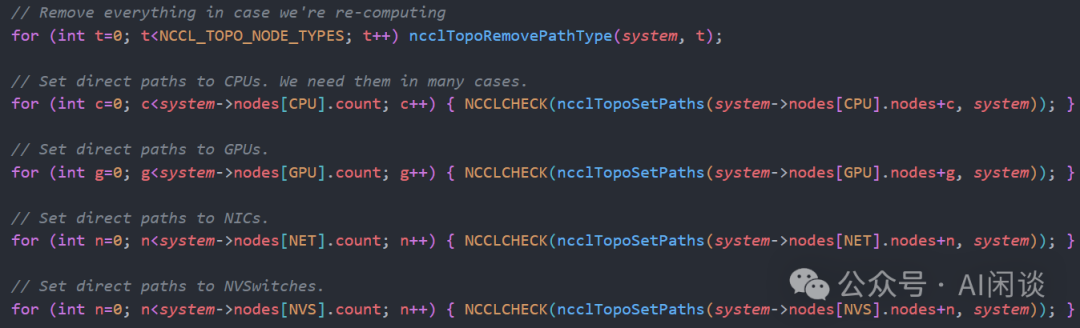 // Remove everything in case we're re-computing
for (int t=0; t<NCCL_TOPO_NODE_TYPES; t++) ncclTopoRemovePathType(system, t);
// Set direct paths to CPUs. We need them in many cases.
for (int c=0; c<system->nodes[CPU].count; c++) { NCCLCHECK(ncclTopoSetPaths(system->nodes[CPU].nodes+c, system)); }
// Set direct paths to GPUs.
for (int g=0; g<system->nodes[GPU].count; g++) { NCCLCHECK(ncclTopoSetPaths(system->nodes[GPU].nodes+g, system)); }
// Set direct paths to NICs.
for (int n=0; n<system->nodes[NET].count; n++) { NCCLCHECK(ncclTopoSetPaths(system->nodes[NET].nodes+n, system)); }
// Set direct paths to NVSwitches.
for (int n=0; n<system->nodes[NVS].count; n++) { NCCLCHECK(ncclTopoSetPaths(system->nodes[NVS].nodes+n, system)); }
公众号 · AI闲谈